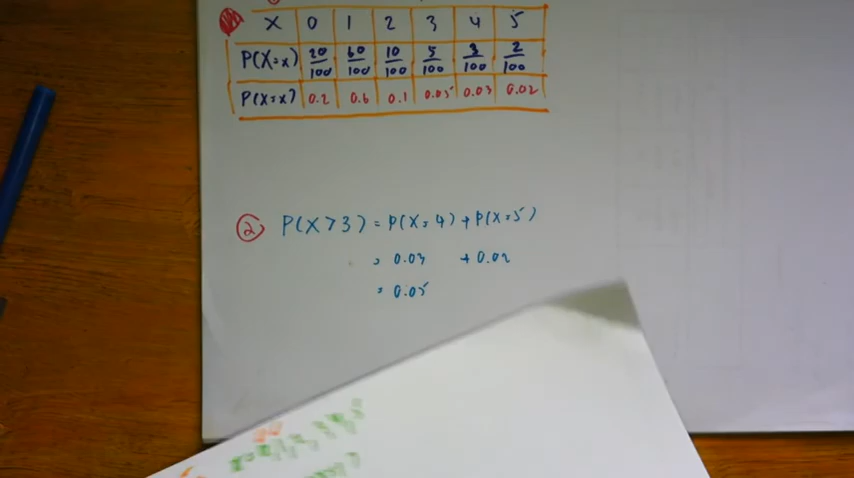 X 0 1 2 3 4 5
P(X=x) 20/100 60/100 10/100 5/100 3/100 2/100
P(X=x) 0.2 0.6 0.1 0.05 0.03 0.02
② P(X>3) = P(X=4) + P(X=5)
= 0.03 + 0.02
= 0.05